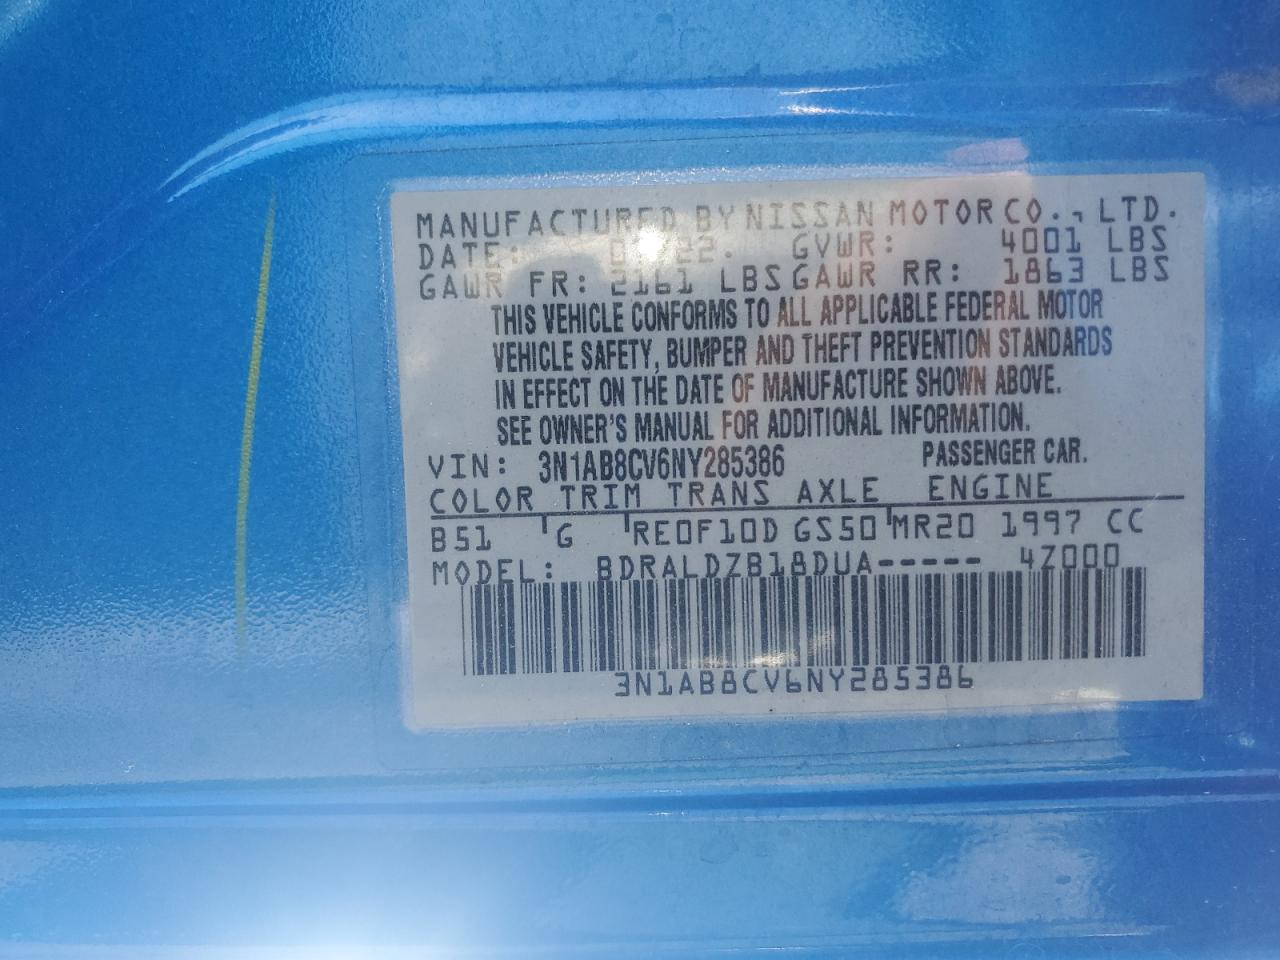 MANUFACTURED BY NISSAN MOTOR CO., LTD.
DATE: GVWR: 4001 LBS
GAWR FR: 2161 LBS GAWR RR: 1863 LBS
THIS VEHICLE CONFORMS TO ALL APPLICABLE FEDERAL MOTOR
VEHICLE SAFETY, BUMPER AND THEFT PREVENTION STANDARDS
IN EFFECT ON THE DATE OF MANUFACTURE SHOWN ABOVE.
SEE OWNER'S MANUAL FOR ADDITIONAL INFORMATION.
VIN: 3N1AB8CV6NY285386 PASSENGER CAR.
COLOR TRIM TRANS AXLE ENGINE
B51 G RE0F10D GS50 MR20 1997 CC
MODEL: BDRALDZB18DUA----- 4Z000
3N1AB8CV6NY285386